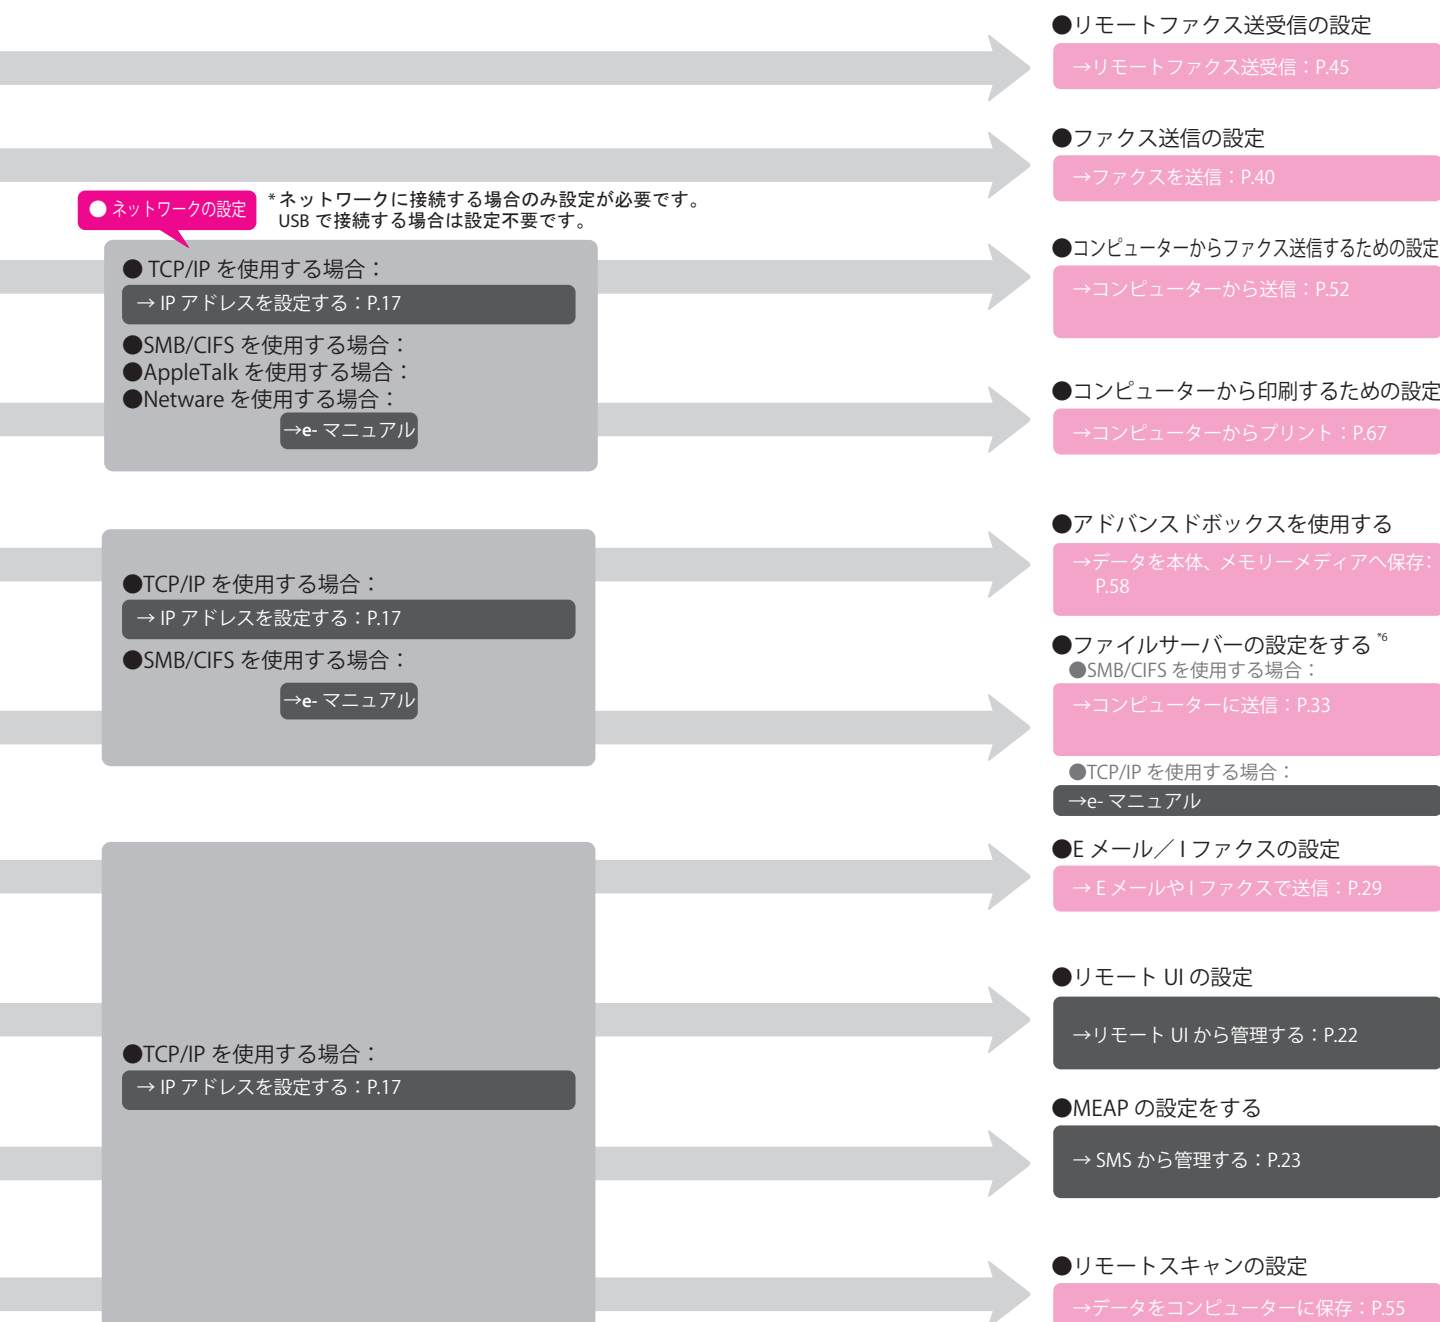 ●リモートファクス送受信の設定
→リモートファクス送受信：P.45
●ファクス送信の設定
→ファクスを送信：P.40
● ネットワークの設定
*ネットワークに接続する場合のみ設定が必要です。
USB で接続する場合は設定不要です。
● TCP/IP を使用する場合：
→ IP アドレスを設定する：P.17
●SMB/CIFS を使用する場合：
●AppleTalk を使用する場合：
●Netware を使用する場合：
→e- マニュアル
●コンピューターからファクス送信するための設定
→コンピューターから送信：P.52
●コンピューターから印刷するための設定
→コンピューターからプリント：P.67
●TCP/IP を使用する場合：
→ IP アドレスを設定する：P.17
●SMB/CIFS を使用する場合：
→e- マニュアル
●アドバンスドボックスを使用する
→データを本体、メモリーメディアへ保存：
P.58
●ファイルサーバーの設定をする *6
●SMB/CIFS を使用する場合：
→コンピューターに送信：P.33
●TCP/IP を使用する場合：
→e- マニュアル
●E メール／ I ファクスの設定
→ E メールや I ファクスで送信：P.29
●TCP/IP を使用する場合：
→ IP アドレスを設定する：P.17
●リモート UI の設定
→リモート UI から管理する：P.22
●MEAP の設定をする
→ SMS から管理する：P.23
●リモートスキャンの設定
→データをコンピューターに保存：P.55